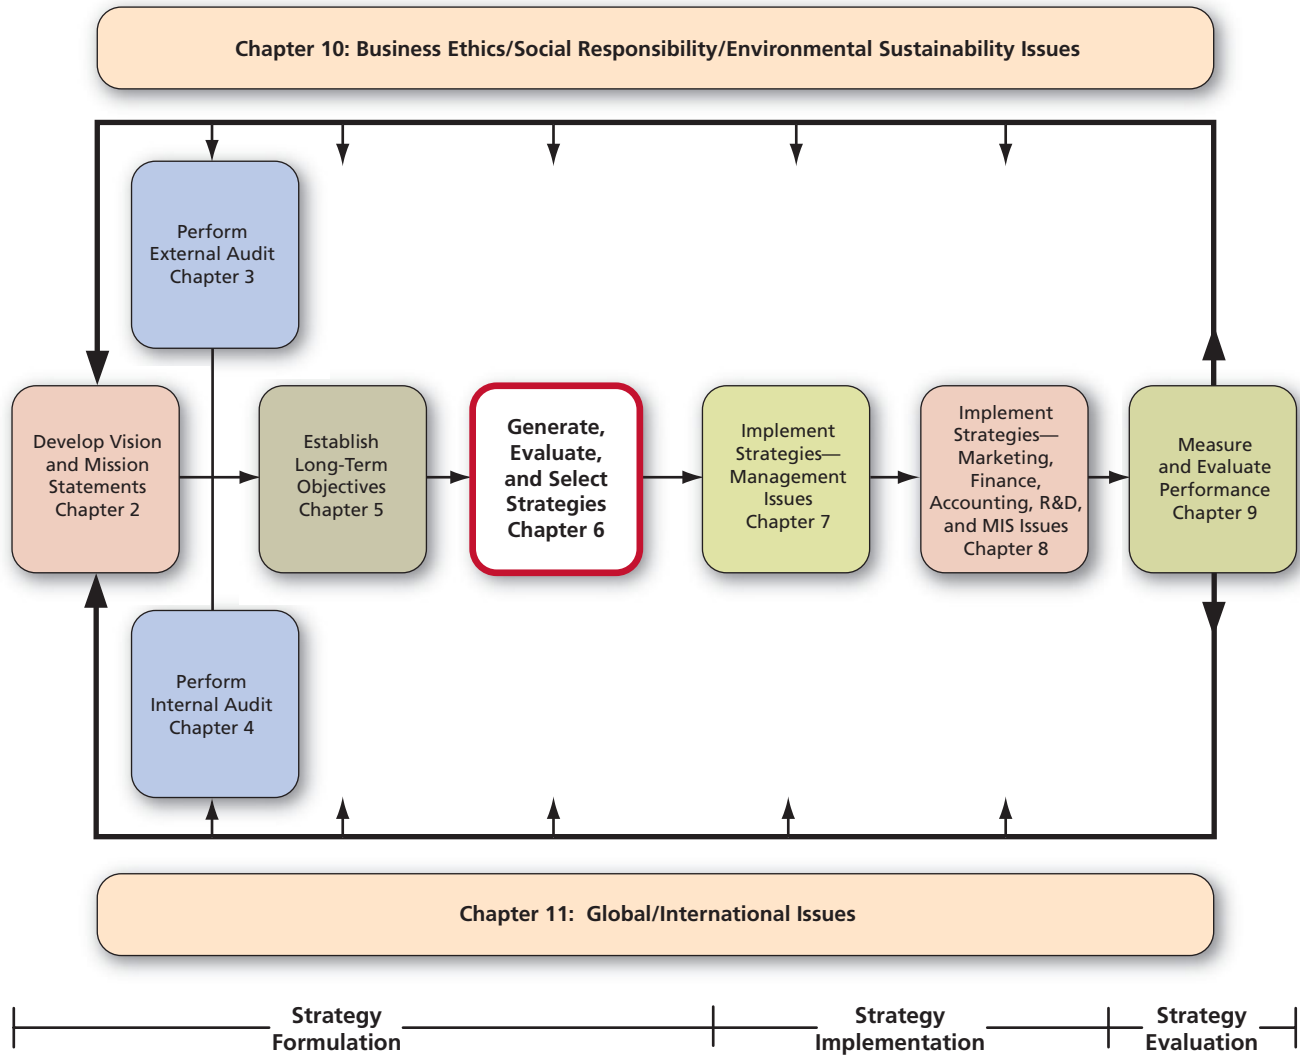 Chapter 10: Business Ethics/Social Responsibility/Environmental Sustainability Issues
Perform
External Audit
Chapter 3
Develop Vision
and Mission
Statements
Chapter 2
Establish
Long-Term
Objectives
Chapter 5
Generate,
Evaluate,
and Select
Strategies
Chapter 6
Implement
Strategies—
Management
Issues
Chapter 7
Implement
Strategies—
Marketing,
Finance,
Accounting, R&D,
and MIS Issues
Chapter 8
Measure
and Evaluate
Performance
Chapter 9
Perform
Internal Audit
Chapter 4
Chapter 11: Global/International Issues
Strategy
Formulation
Strategy
Implementation
Strategy
Evaluation